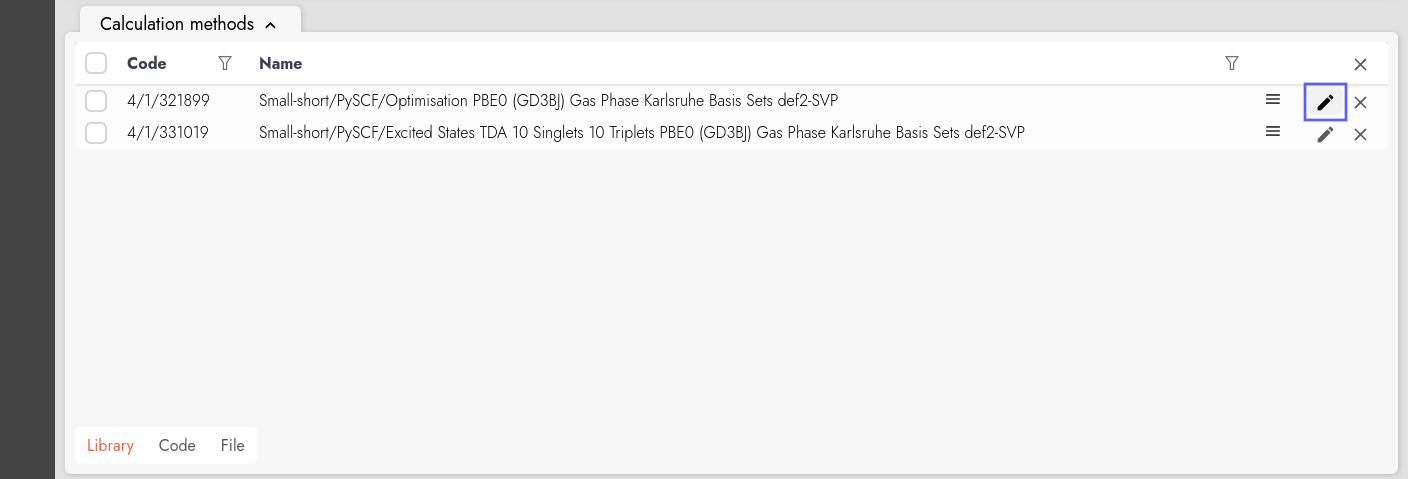 Calculation methods
Code Name
4/1/321899 Small-short/PySCF/Optimisation PBE0 (GD3BJ) Gas Phase Karlsruhe Basis Sets def2-SVP
4/1/331019 Small-short/PySCF/Excited States TDA 10 Singlets 10 Triplets PBE0 (GD3BJ) Gas Phase Karlsruhe Basis Sets def2-SVP
Library Code File